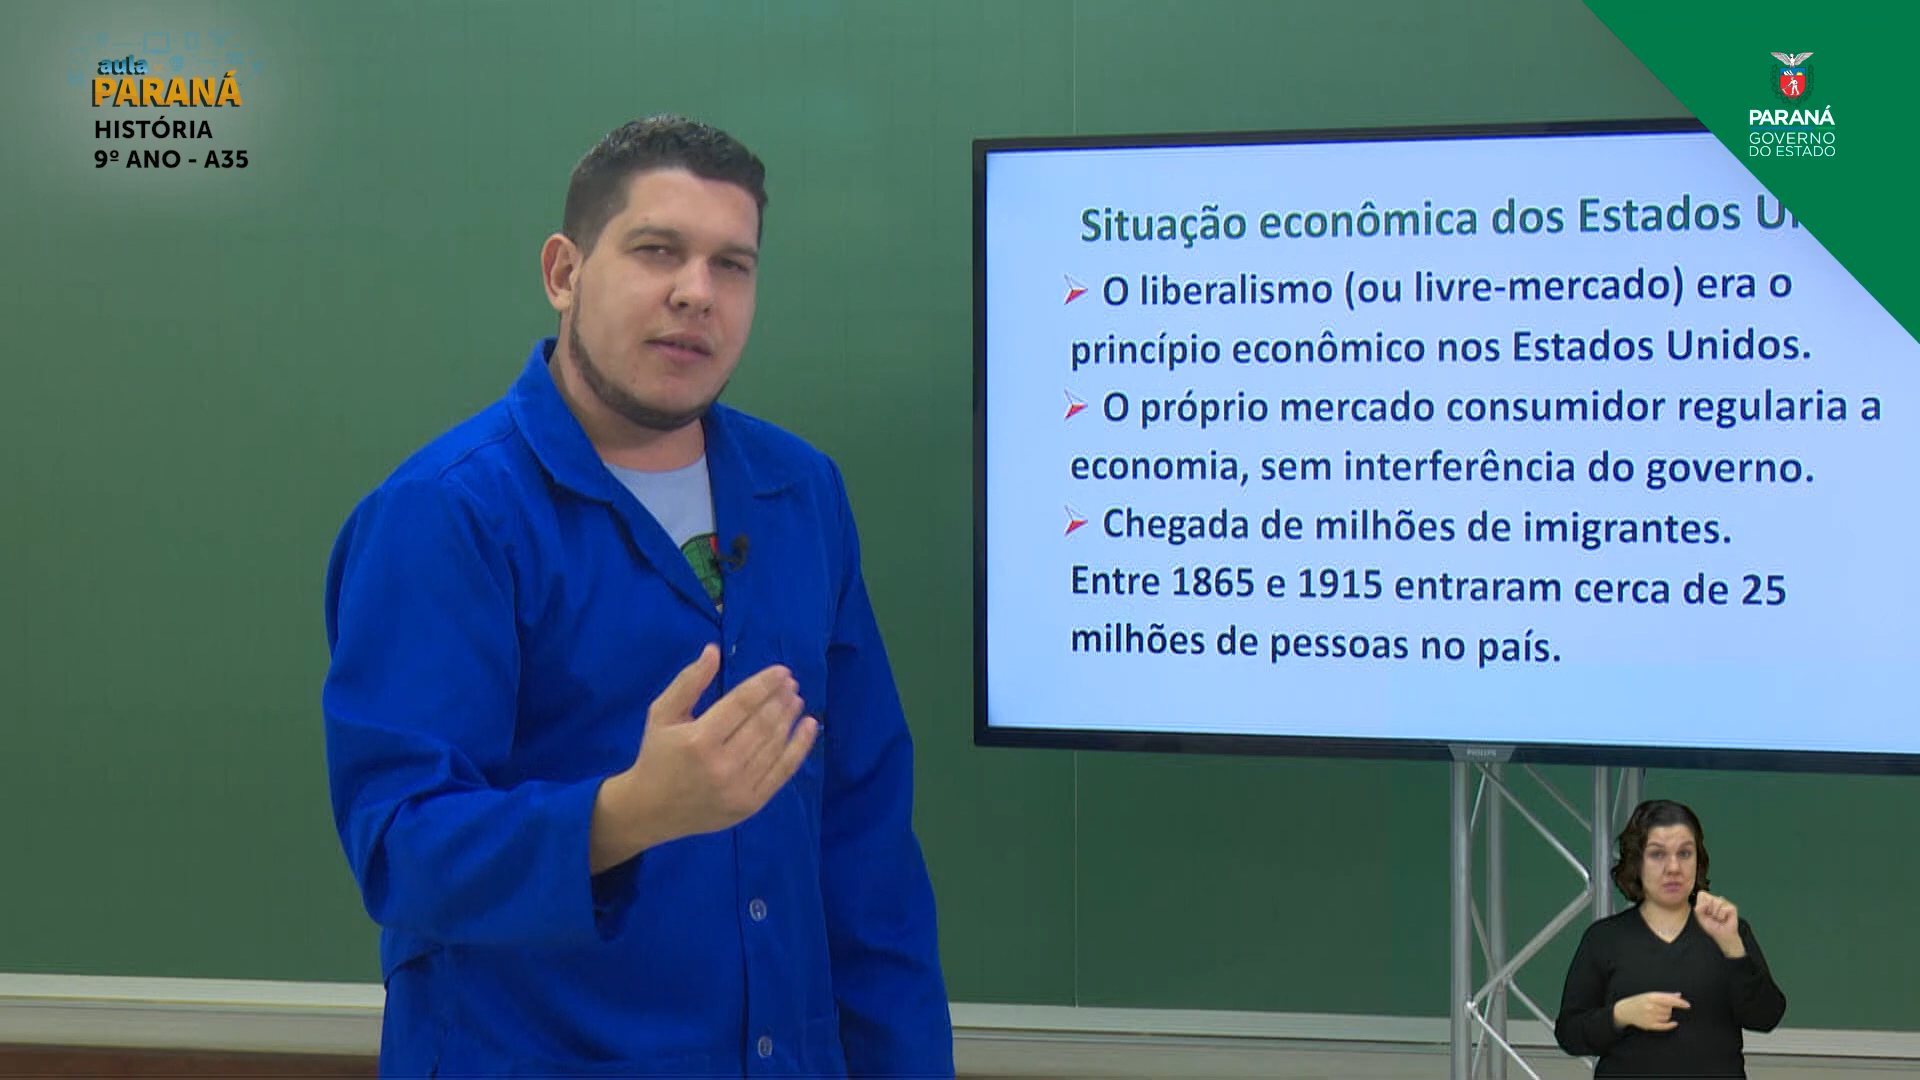 aula
PARANÁ
HISTÓRIA
9º ANO - A35
PARANÁ
GOVERNO
DO ESTADO
Situação econômica dos Estados
➢ O liberalismo (ou livre-mercado) era o
princípio econômico nos Estados Unidos.
➢ O próprio mercado consumidor regularia a
economia, sem interferência do governo.
➢ Chegada de milhões de imigrantes.
Entre 1865 e 1915 entraram cerca de 25
milhões de pessoas no país.
PHILIPS